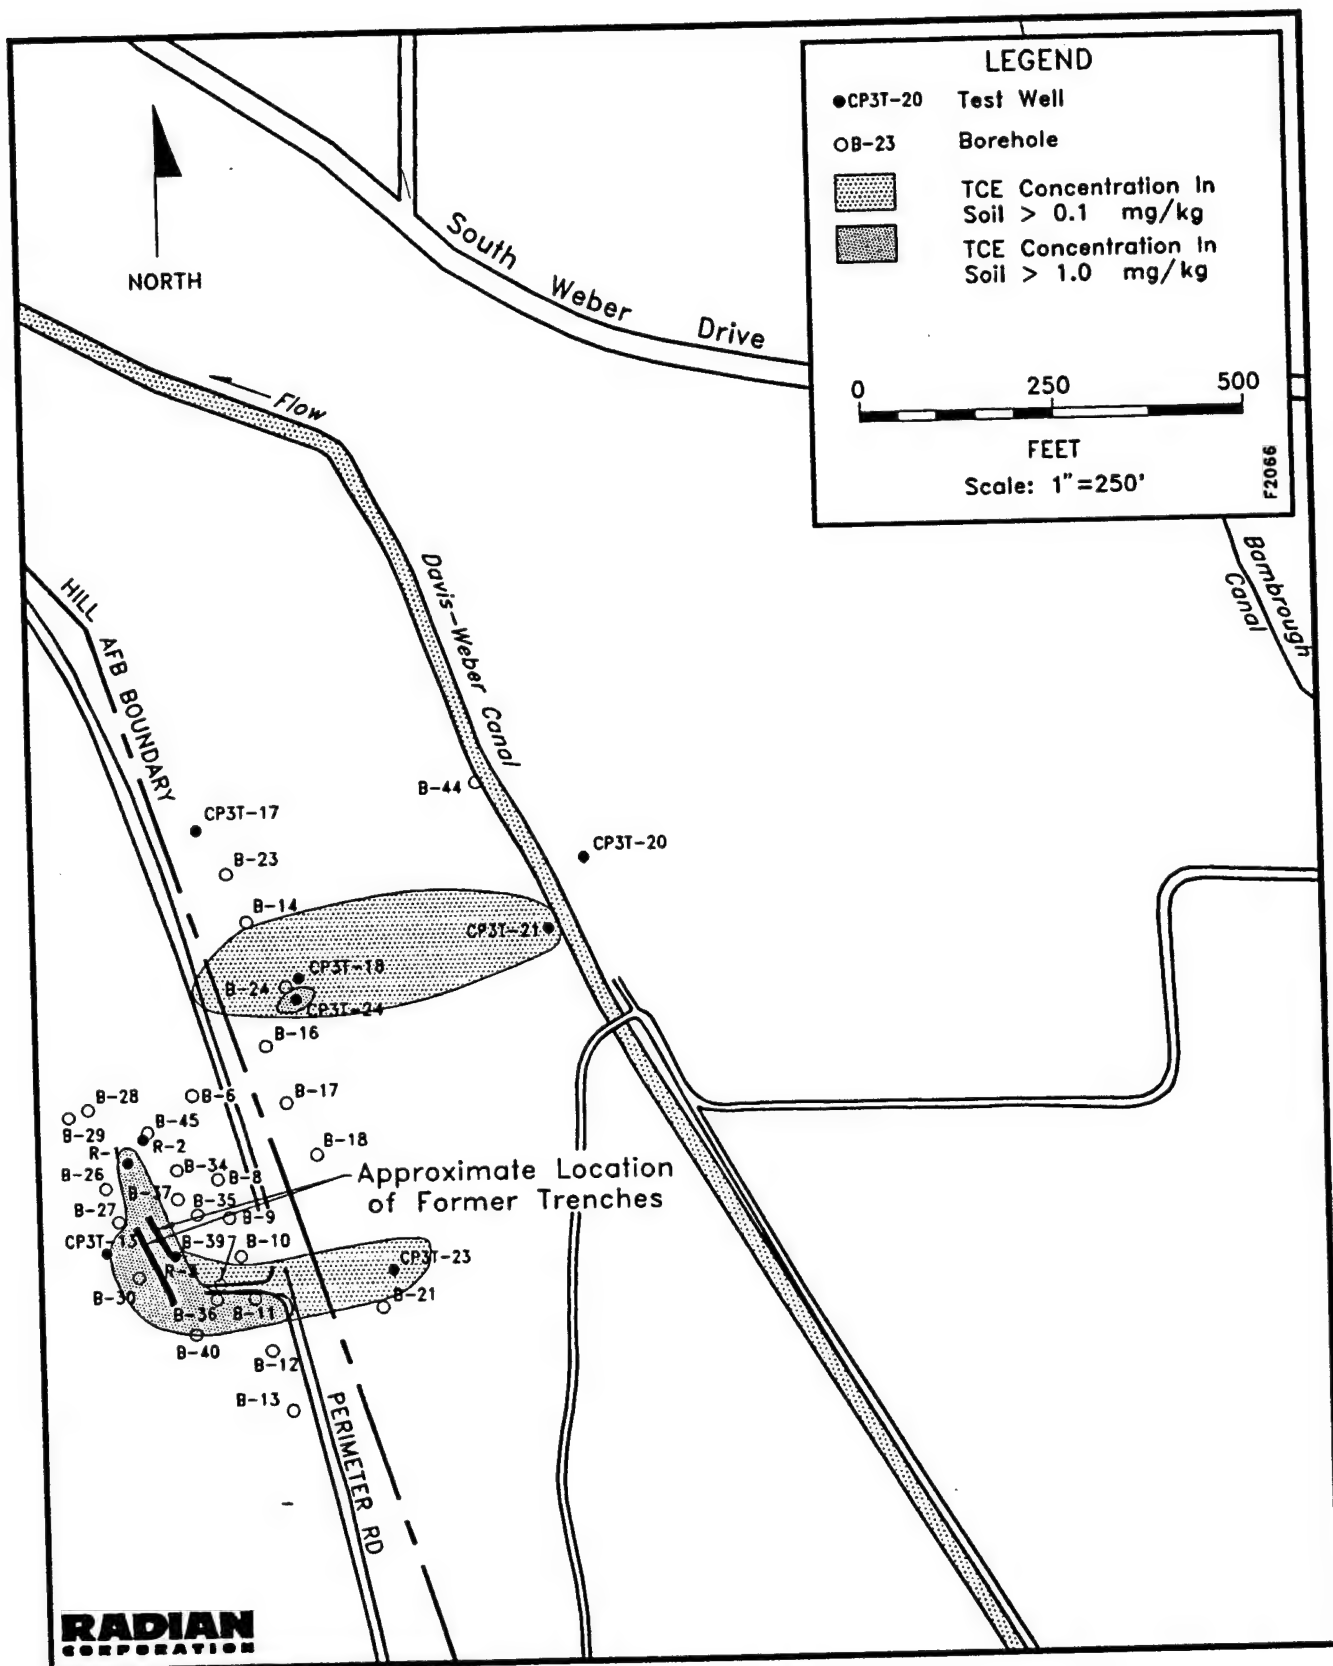 LEGEND
CP3T-20 Test Well
B-23 Borehole
TCE Concentration In
Soil > 0.1 mg/kg
TCE Concentration In
Soil > 1.0 mg/kg
0 250 500
FEET
Scale: 1"=250'
F2066
NORTH
South Weber Drive
Flow
Davis-Weber Canal
Bambrough
Canal
HILL AFB BOUNDARY
B-44
CP3T-17
CP3T-20
B-23
B-14
CP3T-21
CP3T-18
B-24
CP3T-24
B-16
B-28
B-6
B-17
B-29
B-45
R-1
R-2
B-18
B-26
B-34
B-8
Approximate Location
of Former Trenches
B-37
B-35
B-27
B-9
CP3T-13
B-39
B-10
CP3T-23
R-3
B-30
B-36
B-11
B-21
B-40
B-12
B-13
PERIMETER RD
RADIAN
CORPORATION